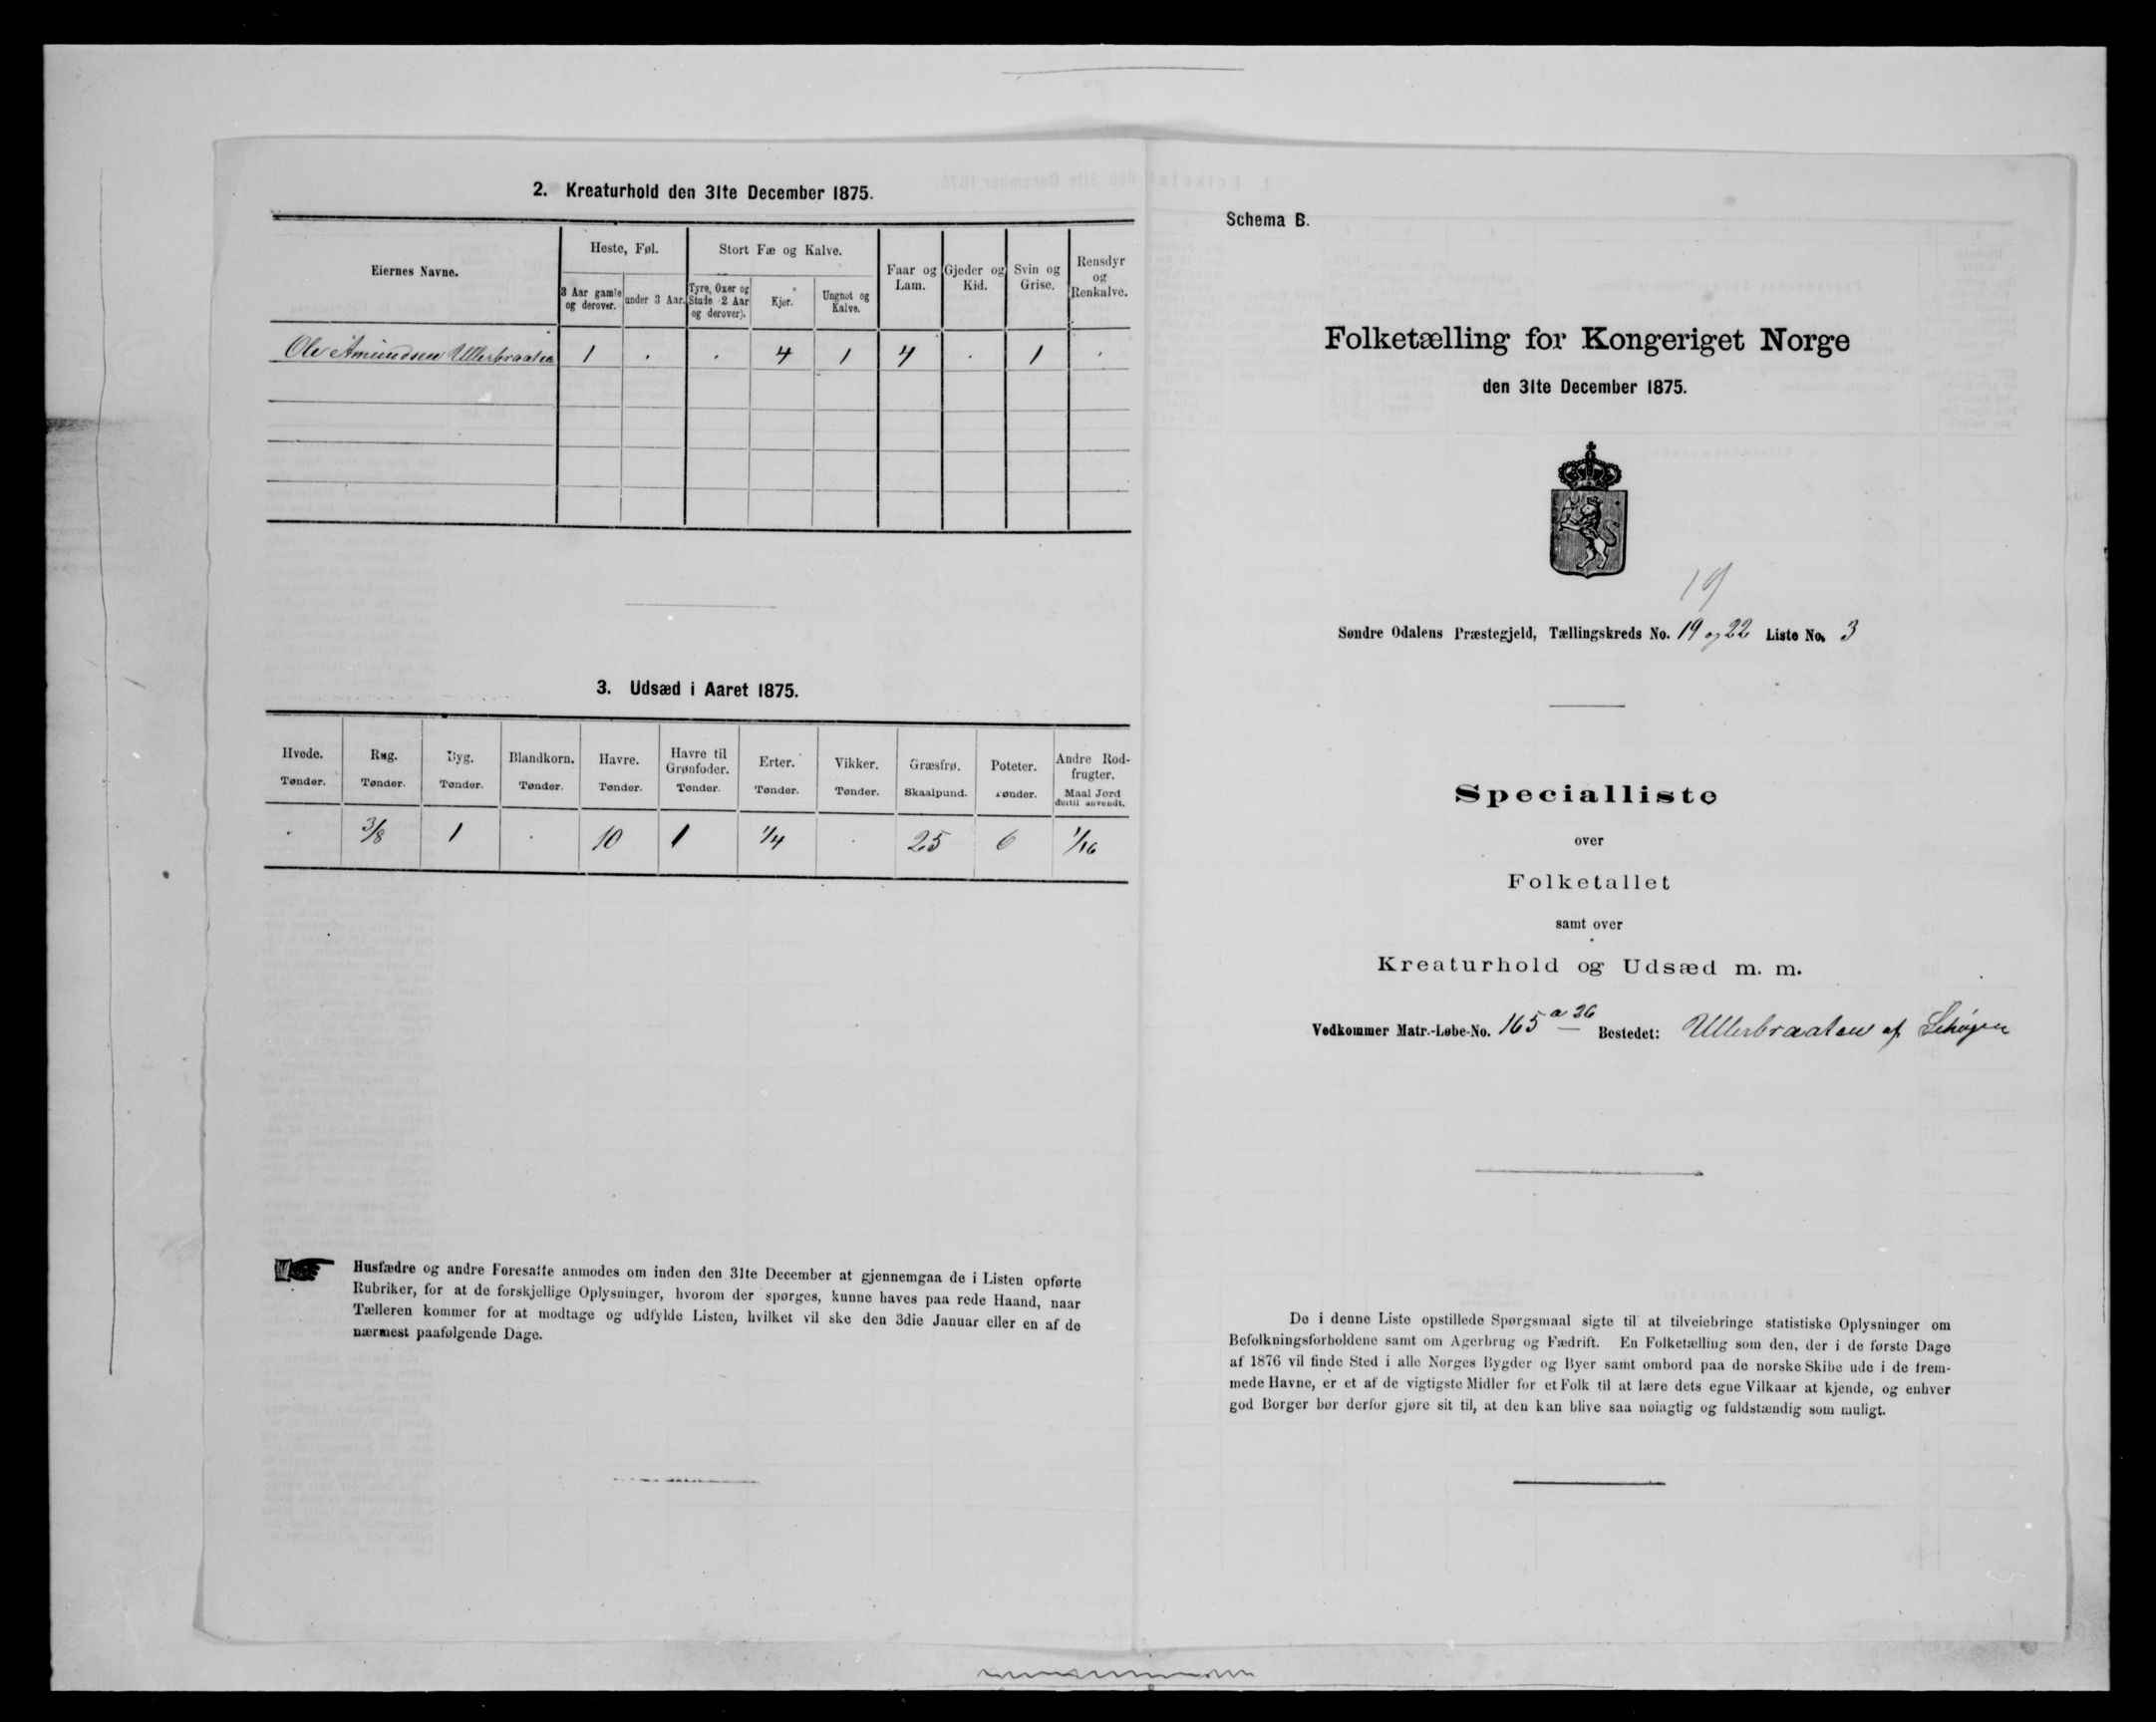 2. Kreaturhold den 31te December 1875.
Eiernes Navne.
Heste, Føl.
3 Aar gamle og derover.
under 3 Aar.
Stort Fæ og Kalve.
Tyre, Oxer og Stude (2 Aar og derover).
Kjør.
Ungnøt og Kalve.
Faar og Lam.
Gjeder og Kid.
Svin og Grise.
Rensdyr og Renkalve.
Ole Amundsen Ullerbraaten 1 . . 4 1 4 . 1 .
3. Udsæd i Aaret 1875.
Hvede. Tønder.
Rug. Tønder.
Byg. Tønder.
Blandkorn. Tønder.
Havre. Tønder.
Havre til Grønfoder. Tønder.
Erter. Tønder.
Vikker. Tønder.
Græsfrø. Skaalpund.
Poteter. Tønder.
Andre Rodfrugter. Maal Jord dertil anvendt.
. 3/8 1 . 10 1 1/4 . 25 6 1/16
Husfædre og andre Foresatte anmodes om inden den 31te December at gjennemgaa de i Listen opførte
Rubriker, for at de forskjellige Oplysninger, hvorom der spørges, kunne haves paa rede Haand, naar
Tælleren kommer for at modtage og udfylde Listen, hvilket vil ske den 3die Januar eller en af de
nærmest paafølgende Dage.
Schema B.
Folketælling for Kongeriget Norge
den 31te December 1875.
19
Søndre Odalens Præstegjeld, Tællingskreds No. 19 og 22 Liste No. 3
Specialliste
over
Folketallet
samt over
Kreaturhold og Udsæd m. m.
Vedkommer Matr.-Løbe-No. 165 a 36 Bostedet: Ullerbraaten af
De i denne Liste opstillede Spørgsmaal sigte til at tilveiebringe statistiske Oplysninger om
Befolkningsforholdene samt om Agerbrug og Fædrift. En Folketælling som den, der i de første Dage
af 1876 vil finde Sted i alle Norges Bygder og Byer samt ombord paa de norske Skibe ude i de frem-
mede Havne, er et af de vigtigste Midler for et Folk til at lære dets egne Vilkaar at kjende, og enhver
god Borger bør derfor gjøre sit til, at den kan blive saa nøiagtig og fuldstændig som muligt.